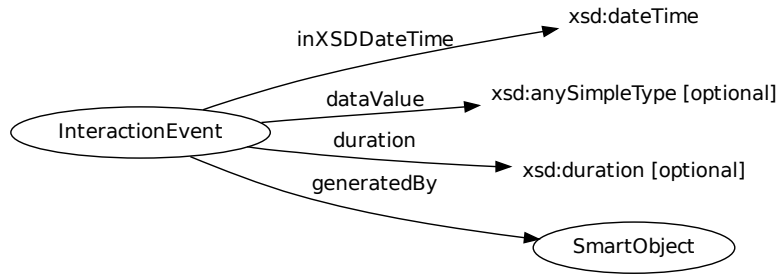 xsd:dateTime
inXSDDateTime
dataValue
xsd:anySimpleType [optional]
InteractionEvent
duration
xsd:duration [optional]
generatedBy
SmartObject